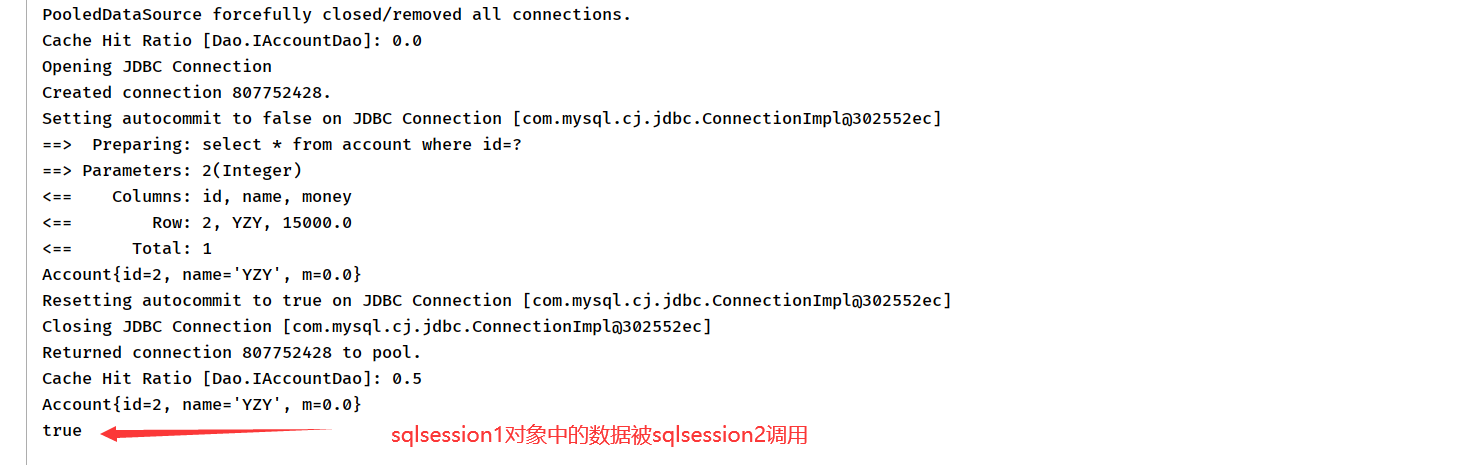 PooledDataSource forcefully closed/removed all connections.
Cache Hit Ratio [Dao.IAccountDao]: 0.0
Opening JDBC Connection
Created connection 807752428.
Setting autocommit to false on JDBC Connection [com.mysql.cj.jdbc.ConnectionImpl@302552ec]
==>  Preparing: select * from account where id=?
==> Parameters: 2(Integer)
<==    Columns: id, name, money
<==        Row: 2, YZY, 15000.0
<==      Total: 1
Account{id=2, name='YZY', m=0.0}
Resetting autocommit to true on JDBC Connection [com.mysql.cj.jdbc.ConnectionImpl@302552ec]
Closing JDBC Connection [com.mysql.cj.jdbc.ConnectionImpl@302552ec]
Returned connection 807752428 to pool.
Cache Hit Ratio [Dao.IAccountDao]: 0.5
Account{id=2, name='YZY', m=0.0}
true
sqlsession1对象中的数据被sqlsession2调用